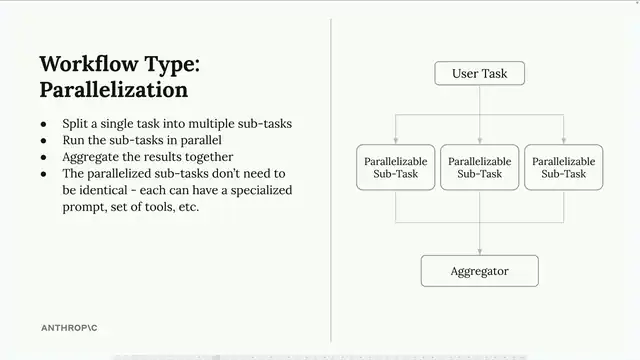 Workflow Type:
Parallelization
● Split a single task into multiple sub-tasks
● Run the sub-tasks in parallel
● Aggregate the results together
● The parallelized sub-tasks don't need to
be identical - each can have a specialized
prompt, set of tools, etc.
User Task
Parallelizable
Sub-Task
Parallelizable
Sub-Task
Parallelizable
Sub-Task
Aggregator
ANTHROP\C